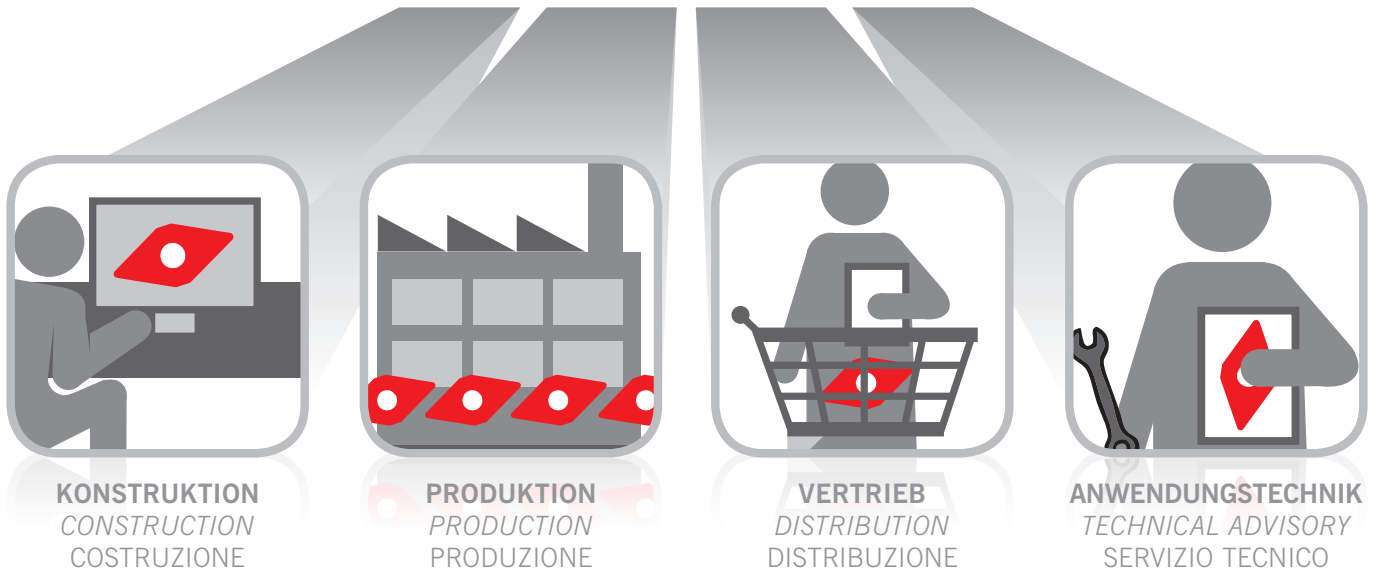 KONSTRUKTION
CONSTRUCTION
COSTRUZIONE
PRODUKTION
PRODUCTION
PRODUZIONE
VERTRIEB
DISTRIBUTION
DISTRIBUZIONE
ANWENDUNGSTECHNIK
TECHNICAL ADVISORY
SERVIZIO TECNICO